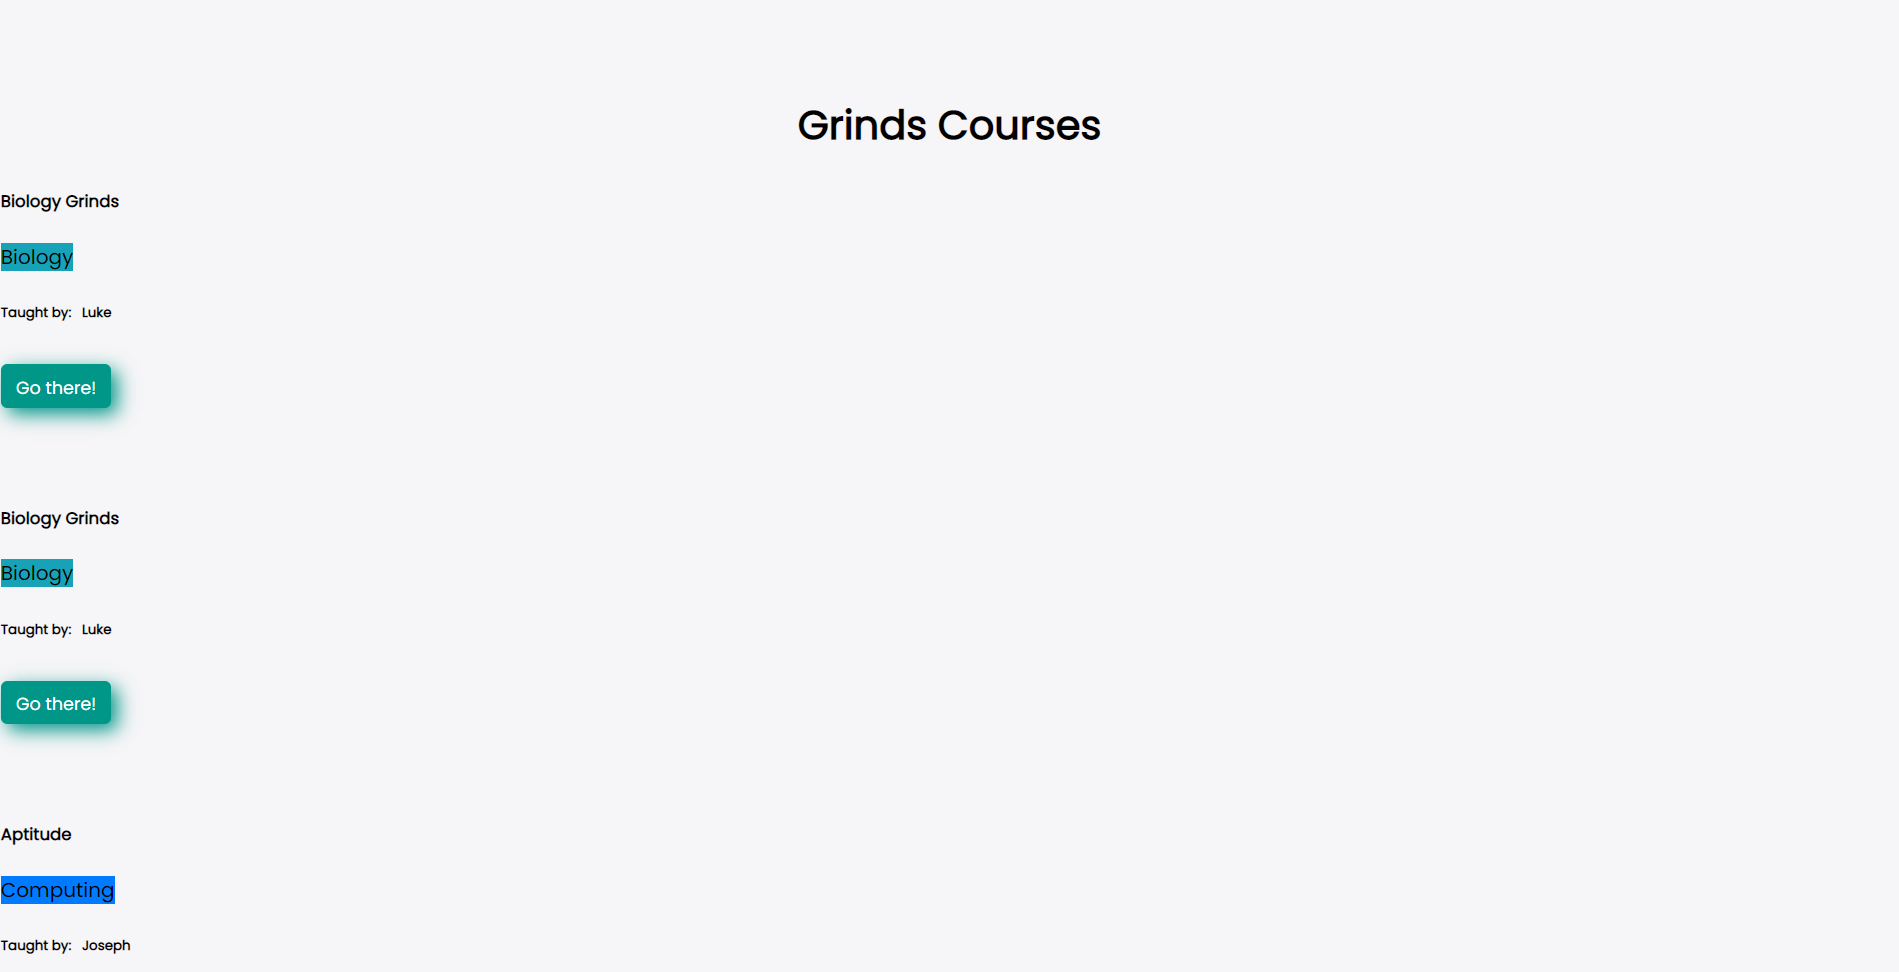 Grinds Courses
Biology Grinds
Biology
Taught by: Luke
Go there!
Biology Grinds
Biology
Taught by: Luke
Go there!
Aptitude
Computing
Taught by: Joseph